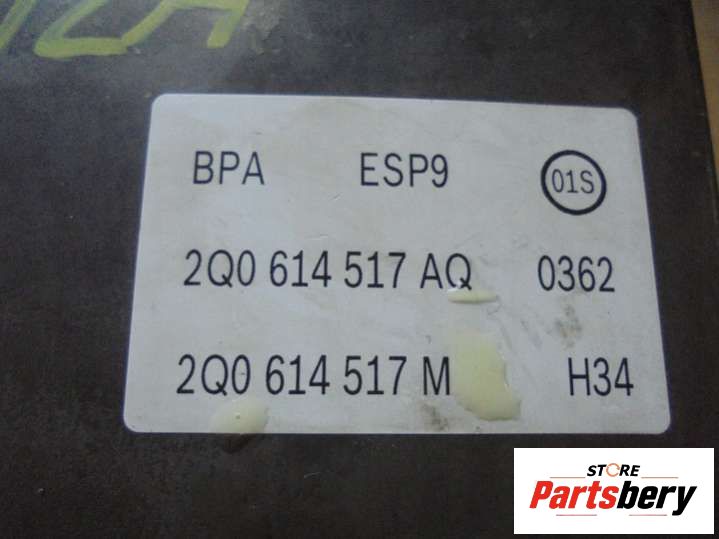 BPA ESP9 01S
2Q0 614 517 AQ 0362
2Q0 614 517 M H34
STORE
Partsbery